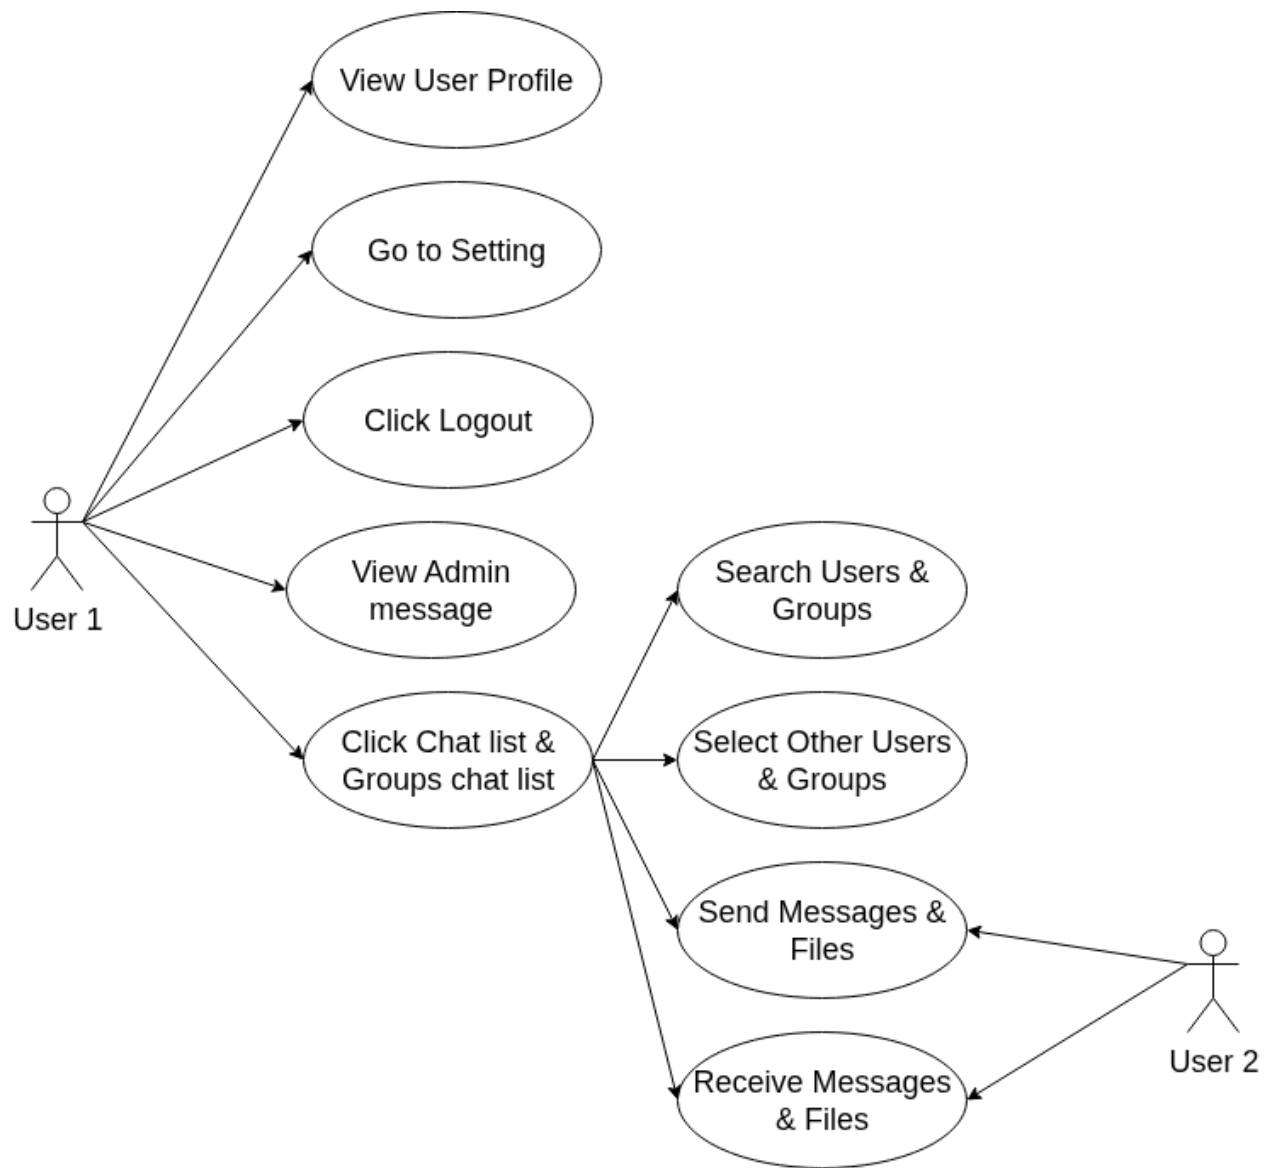 View User Profile
Go to Setting
Click Logout
User 1
View Admin
message
Click Chat list &
Groups chat list
Search Users &
Groups
Select Other Users
& Groups
Send Messages &
Files
Receive Messages
& Files
User 2